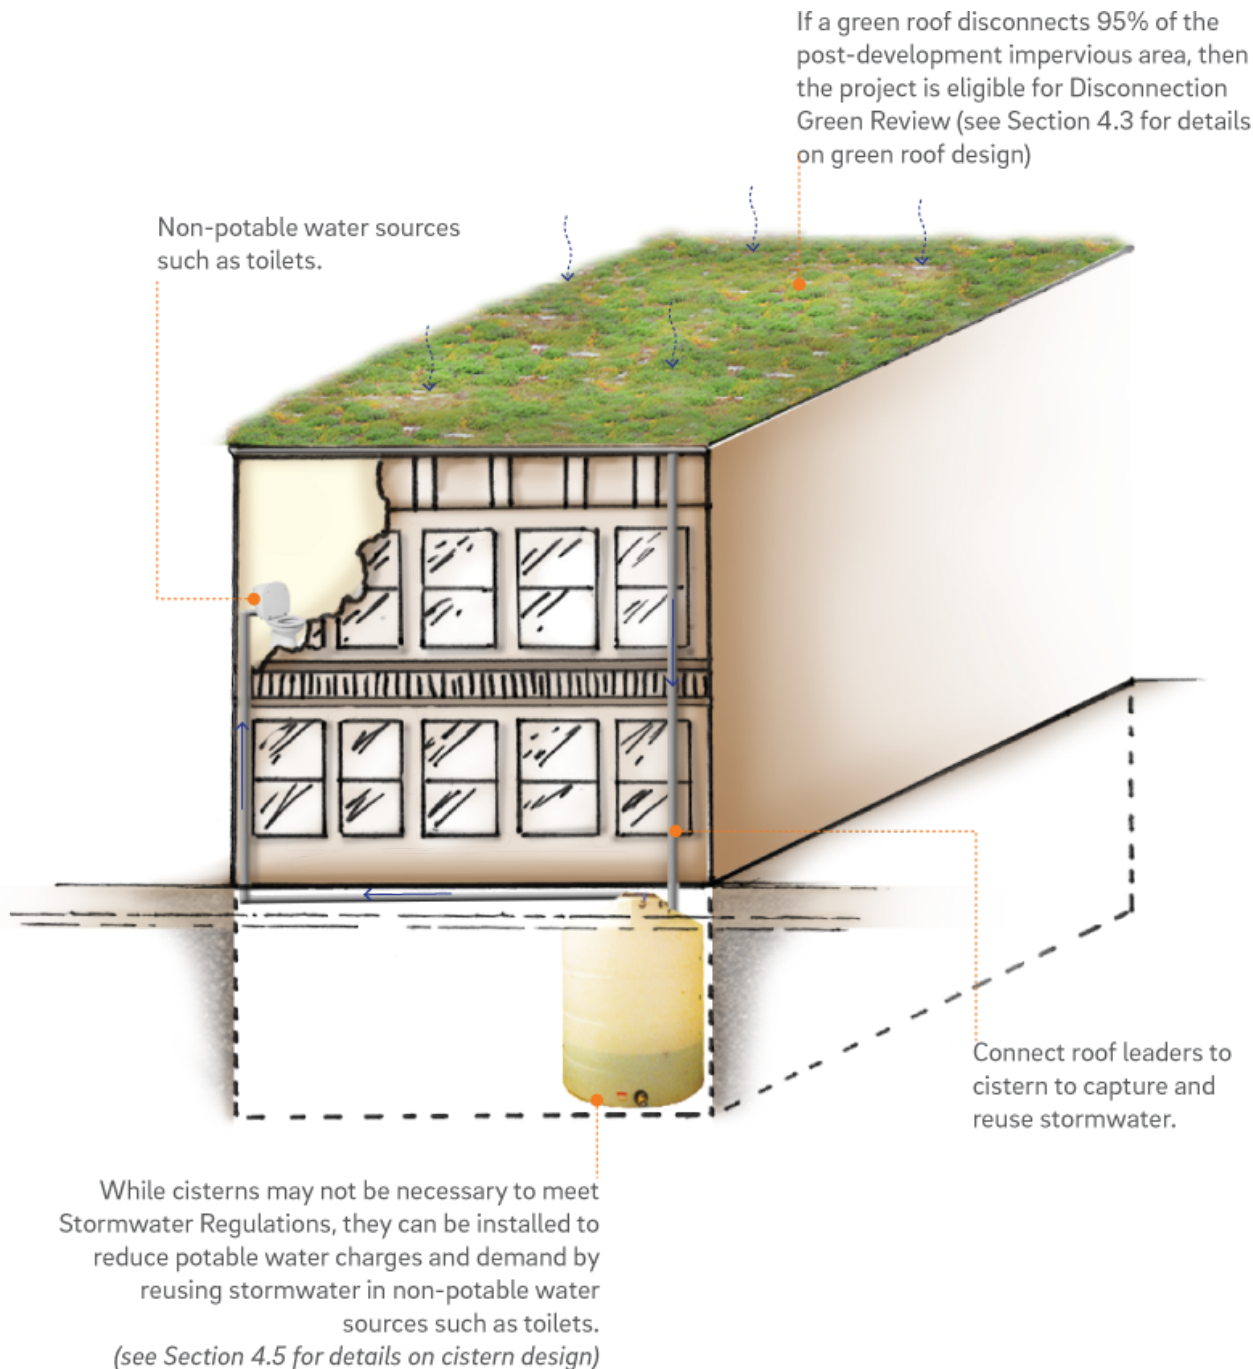 If a green roof disconnects 95% of the
post-development impervious area, then
the project is eligible for Disconnection
Green Review (see Section 4.3 for details
on green roof design)
Non-potable water sources
such as toilets.
Connect roof leaders to
cistern to capture and
reuse stormwater.
While cisterns may not be necessary to meet
Stormwater Regulations, they can be installed to
reduce potable water charges and demand by
reusing stormwater in non-potable water
sources such as toilets.
(see Section 4.5 for details on cistern design)